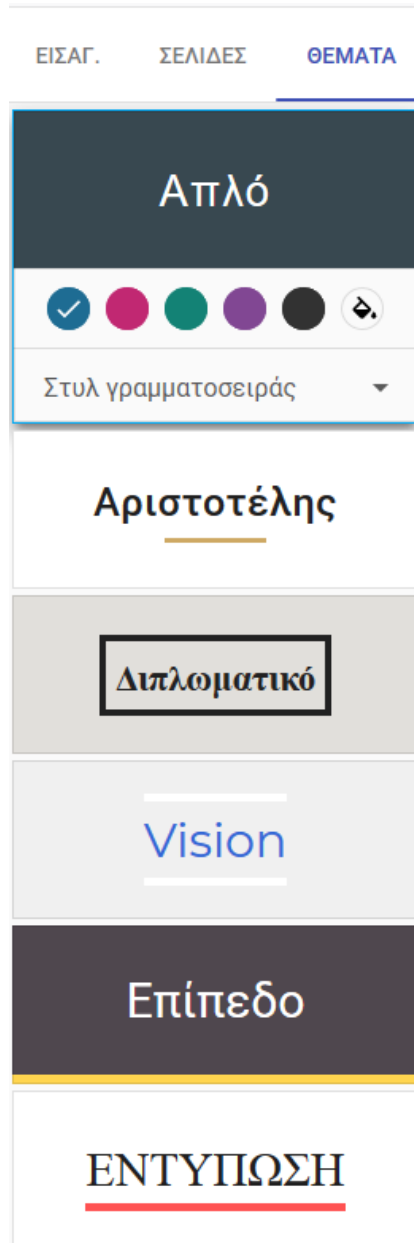 ΕΙΣΑΓ. ΣΕΛΙΔΕΣ ΘΕΜΑΤΑ
Απλό
Στυλ γραμματοσειράς
Αριστοτέλης
Διπλωματικό
Vision
Επίπεδο
ΕΝΤΥΠΩΣΗ